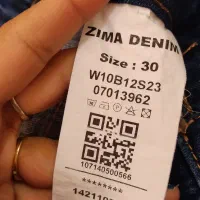 ZIMA DENIM
Size : 30
W10B12S23
07013962
107140500566
********